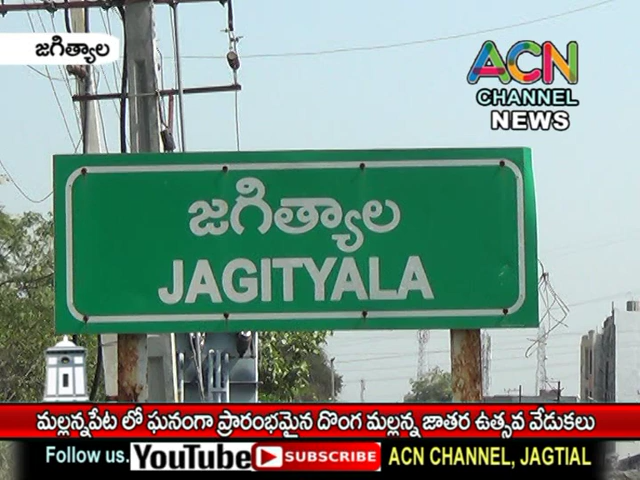 జగిత్యాల
ACN
CHANNEL
NEWS
జగిత్యాల
JAGITYALA
మల్లన్నపేట లో ఘనంగా ప్రారంభమైన దొంగ మల్లన్న జాతర ఉత్సవ వేడుకలు
Follow us. YouTube SUBSCRIBE ACN CHANNEL, JAGTIAL